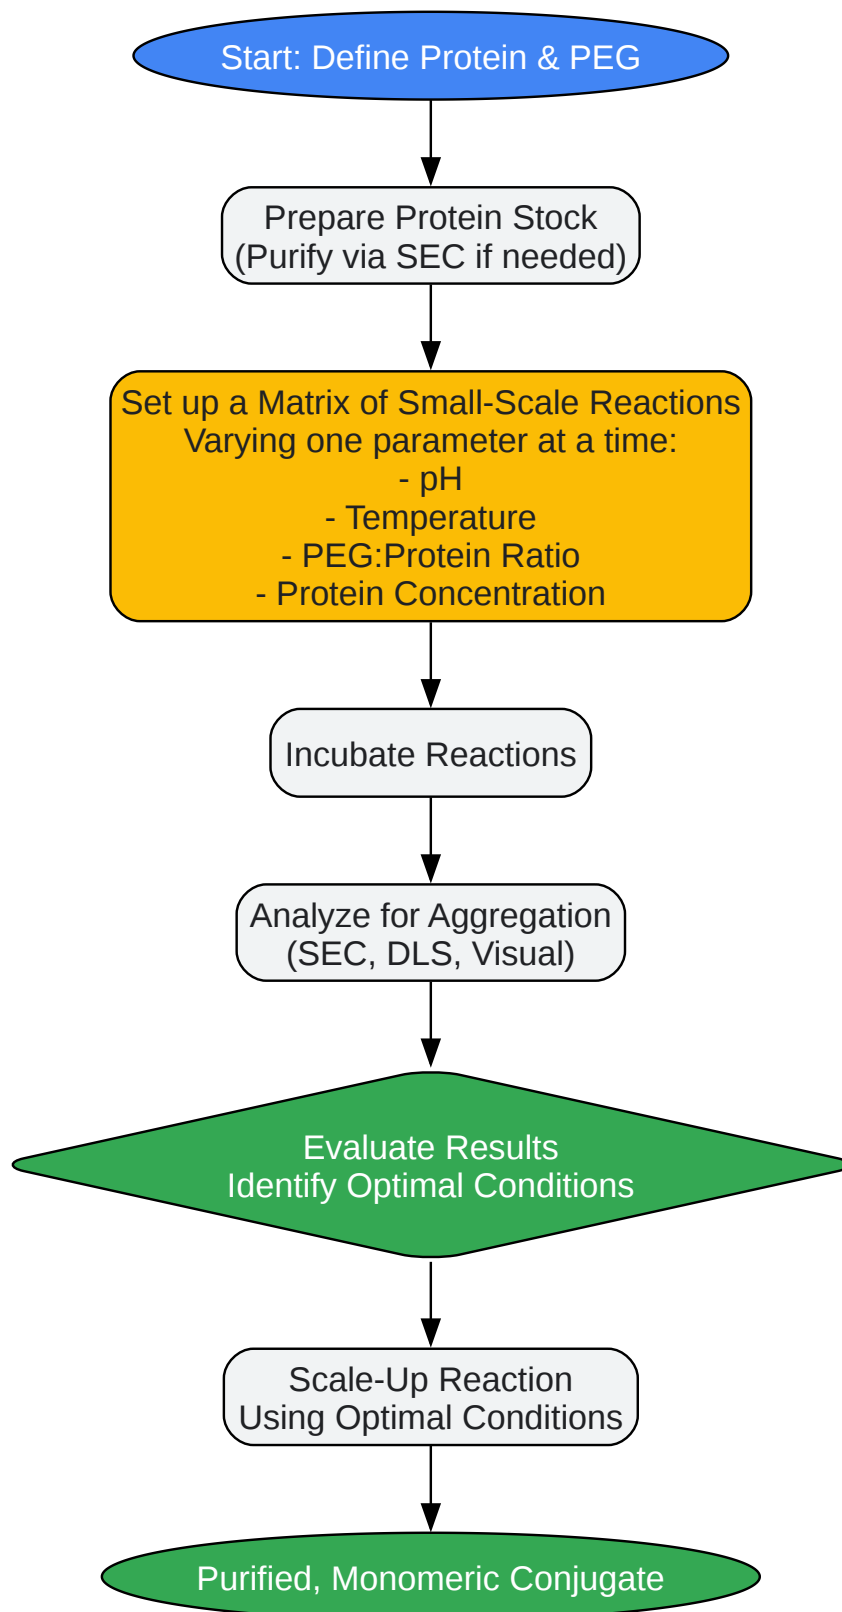 Start: Define Protein & PEG
Prepare Protein Stock
(Purify via SEC if needed)
Set up a Matrix of Small-Scale Reactions
Varying one parameter at a time:
- pH
- Temperature
- PEG:Protein Ratio
- Protein Concentration
Incubate Reactions
Analyze for Aggregation
(SEC, DLS, Visual)
Evaluate Results
Identify Optimal Conditions
Scale-Up Reaction
Using Optimal Conditions
Purified, Monomeric Conjugate